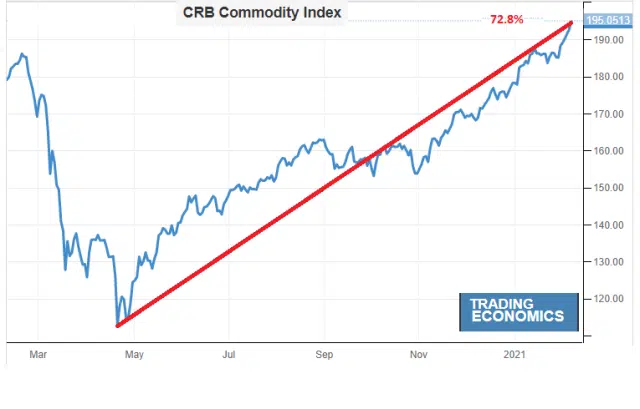 CRB Commodity Index
72.8%
195.0513
190.00
180.00
170.00
160.00
150.00
140.00
130.00
120.00
TRADING
ECONOMICS
Mar May Jul Sep Nov 2021